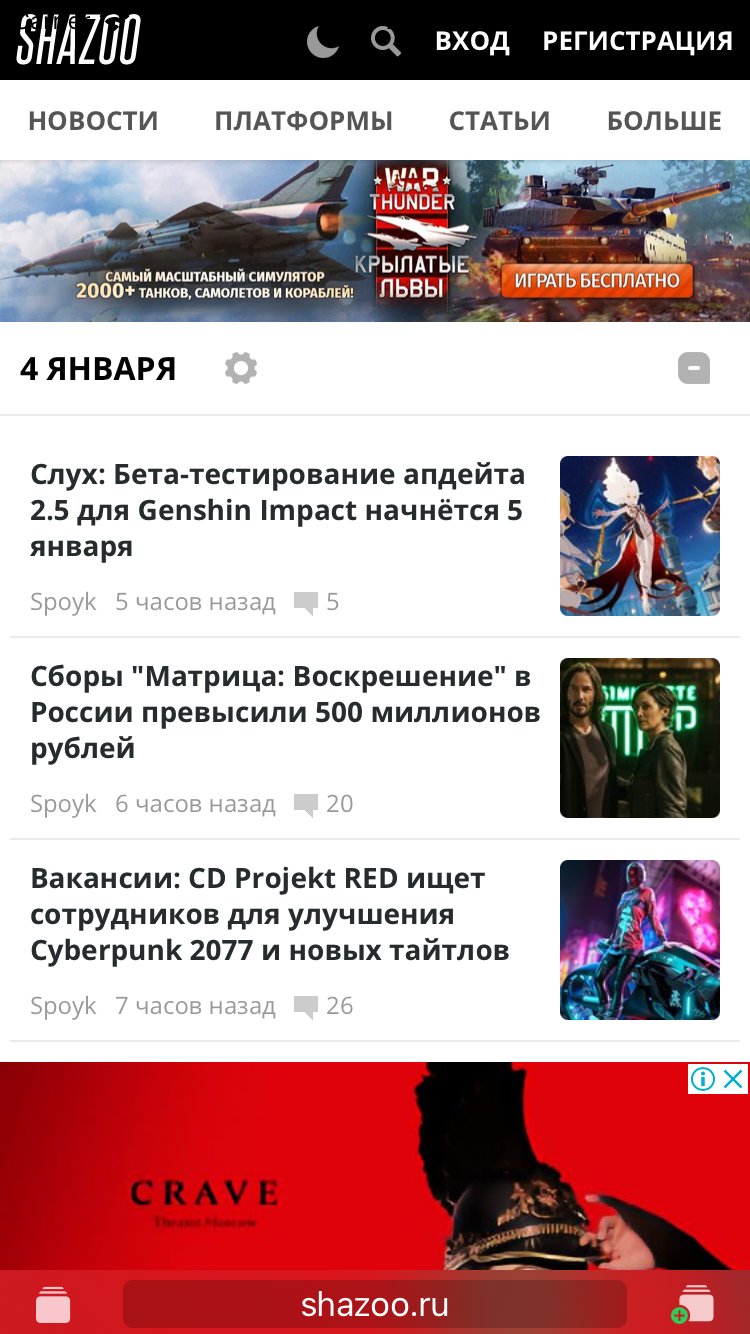 SHAZOO
ВХОД
РЕГИСТРАЦИЯ
НОВОСТИ
ПЛАТФОРМЫ
СТАТЬИ
БОЛЬШЕ
САМЫЙ МАСШТАБНЫЙ СИМУЛЯТОР
2000+ ТАНКОВ, САМОЛЕТОВ И КОРАБЛЕЙ!
WAR
THUNDER
КРЫЛАТЫЕ
ЛЬВЫ
ИГРАТЬ БЕСПЛАТНО
4 ЯНВАРЯ
Слух: Бета-тестирование апдейта
2.5 для Genshin Impact начнётся 5
января
Spoyk 5 часов назад 5
Сборы "Матрица: Воскрешение" в
России превысили 500 миллионов
рублей
Spoyk 6 часов назад 20
Вакансии: CD Projekt RED ищет
сотрудников для улучшения
Cyberpunk 2077 и новых тайтлов
Spoyk 7 часов назад 26
CRAVE
Theatre Moscow
shazoo.ru